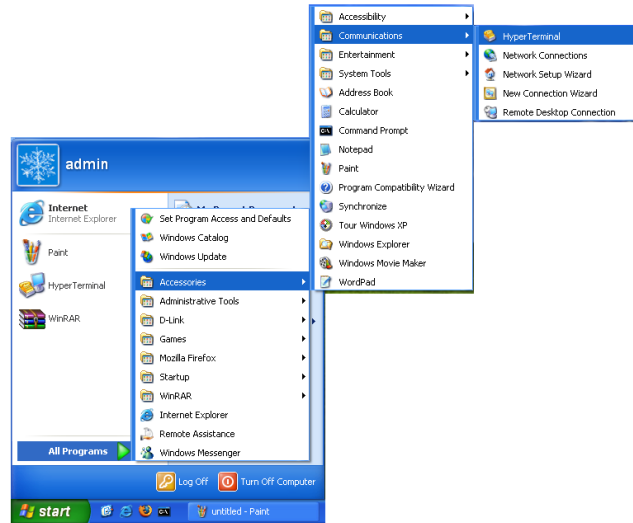 Accessibility
Communications
Entertainment
System Tools
Address Book
Calculator
Command Prompt
Notepad
Paint
Program Compatibility Wizard
Synchronize
Tour Windows XP
Windows Explorer
Windows Movie Maker
WordPad
HyperTerminal
Network Connections
Network Setup Wizard
New Connection Wizard
Remote Desktop Connection
admin
Internet
Internet Explorer
Paint
HyperTerminal
WinRAR
All Programs
Set Program Access and Defaults
Windows Catalog
Windows Update
Accessories
Administrative Tools
D-Link
Games
Mozilla Firefox
Startup
WinRAR
Internet Explorer
Remote Assistance
Windows Messenger
Log Off
Turn Off Computer
start
untitled - Paint